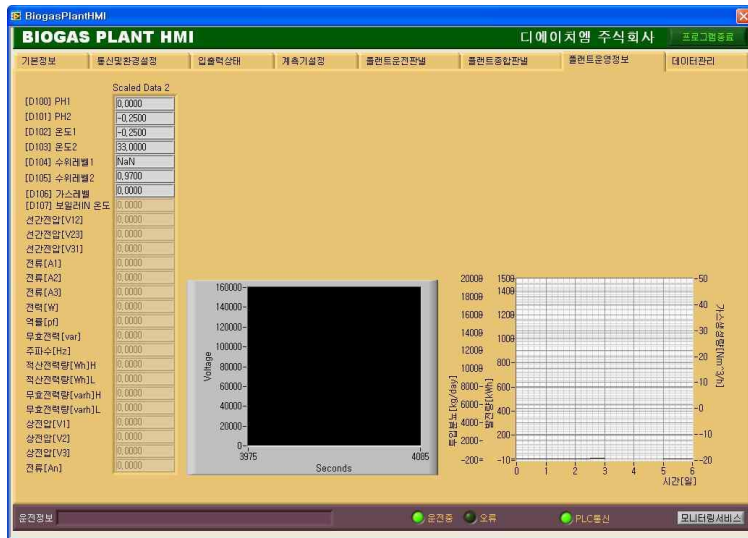 BiogasPlantHMI
BIOGAS PLANT HMI 디에이치엠 주식회사 프로그램종료
기본정보 통신및환경설정 입출력상태 계측기설정 플랜트운전판넬 플랜트종합판넬 플랜트운영정보 데이터관리
Scaled Data 2
[D100] PH1 0,0000
[D101] PH2 -0,2500
[D102] 온도1 -0,2500
[D103] 온도2 33,0000
[D104] 수위레벨1 NaN
[D105] 수위레벨2 0,9700
[D106] 가스레벨 0,0000
[D107] 보일러IN 온도 0,0000
선간전압[V12] 0,0000
선간전압[V23] 0,0000
선간전압[V31] 0,0000
전류[A1] 0,0000
전류[A2] 0,0000
전류[A3] 0,0000
전력[W] 0,0000
역률[pf] 0,0000
무효전력[var] 0,0000
주파수[Hz] 0,0000
적산전력량[Wh]H 0,0000
적산전력량[Wh]L 0,0000
무효전력량[varh]H 0,0000
무효전력량[varh]L 0,0000
상전압[V1] 0,0000
상전압[V2] 0,0000
상전압[V3] 0,0000
전류[An] 0,0000
160000
140000
120000
100000
80000
60000
40000
20000
0
Voltage
3975 4085
Seconds
1500
1400
1200
1000
800
600
400
200
-10
발전량[kWh]
50
40
30
20
10
0
-10
-20
가스생성량[Nm^3/h]
0 1 2 3 4 5 6
시간[일]
운전정보 운전중 오류 PLC통신 모니터링서비스